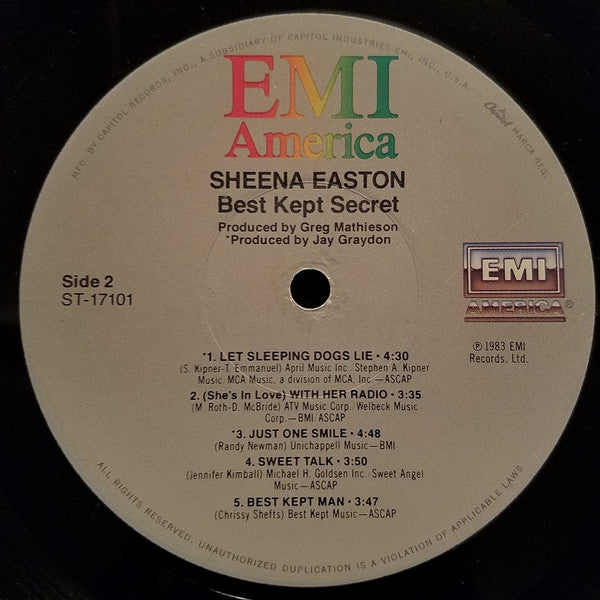 MFD. BY CAPITOL RECORDS, INC., A SUBSIDIARY OF CAPITOL INDUSTRIES-EMI, INC., U.S.A.
Capitol MARCA REG.
EMI
America
SHEENA EASTON
Best Kept Secret
Produced by Greg Mathieson
*Produced by Jay Graydon
Side 2
ST-17101
EMI
AMERICA®
℗ 1983 EMI
Records, Ltd.
*1. LET SLEEPING DOGS LIE • 4:30
(S. Kipner-T. Emmanuel) April Music Inc. Stephen A. Kipner
Music. MCA Music, a division of MCA, Inc.—ASCAP
2. (She's In Love) WITH HER RADIO • 3:35
(M. Roth-D. McBride) ATV Music Corp. Welbeck Music
Corp.—BMI/ASCAP
*3. JUST ONE SMILE • 4:48
(Randy Newman) Unichappell Music—BMI
4. SWEET TALK • 3:50
(Jennifer Kimball) Michael H. Goldsen Inc. Sweet Angel
Music—ASCAP
5. BEST KEPT MAN • 3:47
(Chrissy Shefts) Best Kept Music—ASCAP
ALL RIGHTS RESERVED. UNAUTHORIZED DUPLICATION IS A VIOLATION OF APPLICABLE LAWS